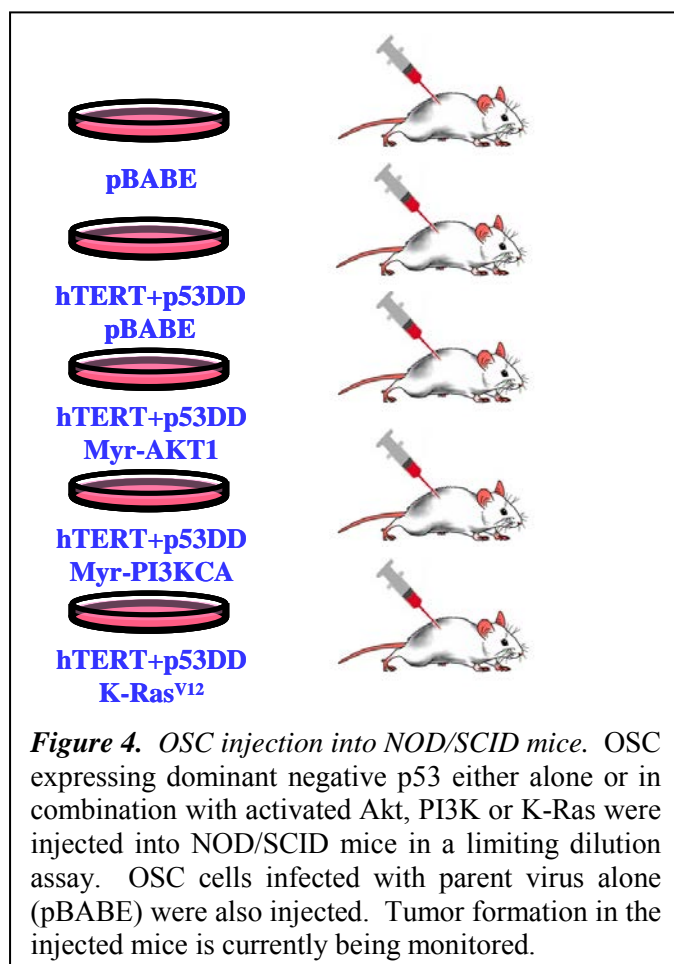 pBABE
hTERT+p53DD
pBABE
hTERT+p53DD
Myr-AKT1
hTERT+p53DD
Myr-PI3KCA
hTERT+p53DD
K-Rasⱽ¹²
Figure 4. OSC injection into NOD/SCID mice. OSC
expressing dominant negative p53 either alone or in
combination with activated Akt, PI3K or K-Ras were
injected into NOD/SCID mice in a limiting dilution
assay. OSC cells infected with parent virus alone
(pBABE) were also injected. Tumor formation in the
injected mice is currently being monitored.